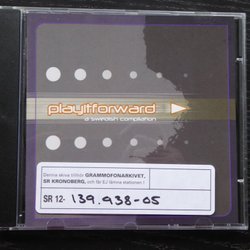 playitforward
a swedish compilation
Denna skiva tillhör GRAMMOFONARKIVET,
SR KRONOBERG, och får EJ lämna stationen !
SR 12- 139.938-05